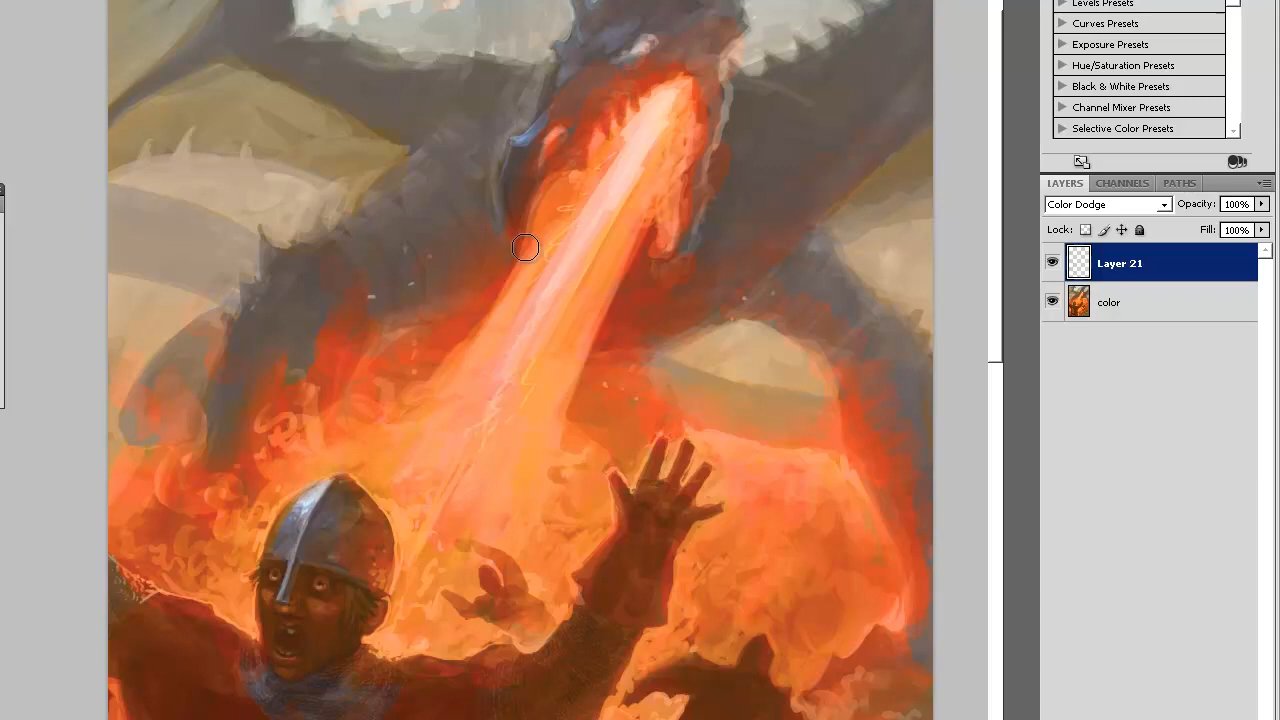 Levels Presets
Curves Presets
Exposure Presets
Hue/Saturation Presets
Black & White Presets
Channel Mixer Presets
Selective Color Presets
LAYERS CHANNELS PATHS
Color Dodge Opacity: 100%
Lock: Fill: 100%
Layer 21
color